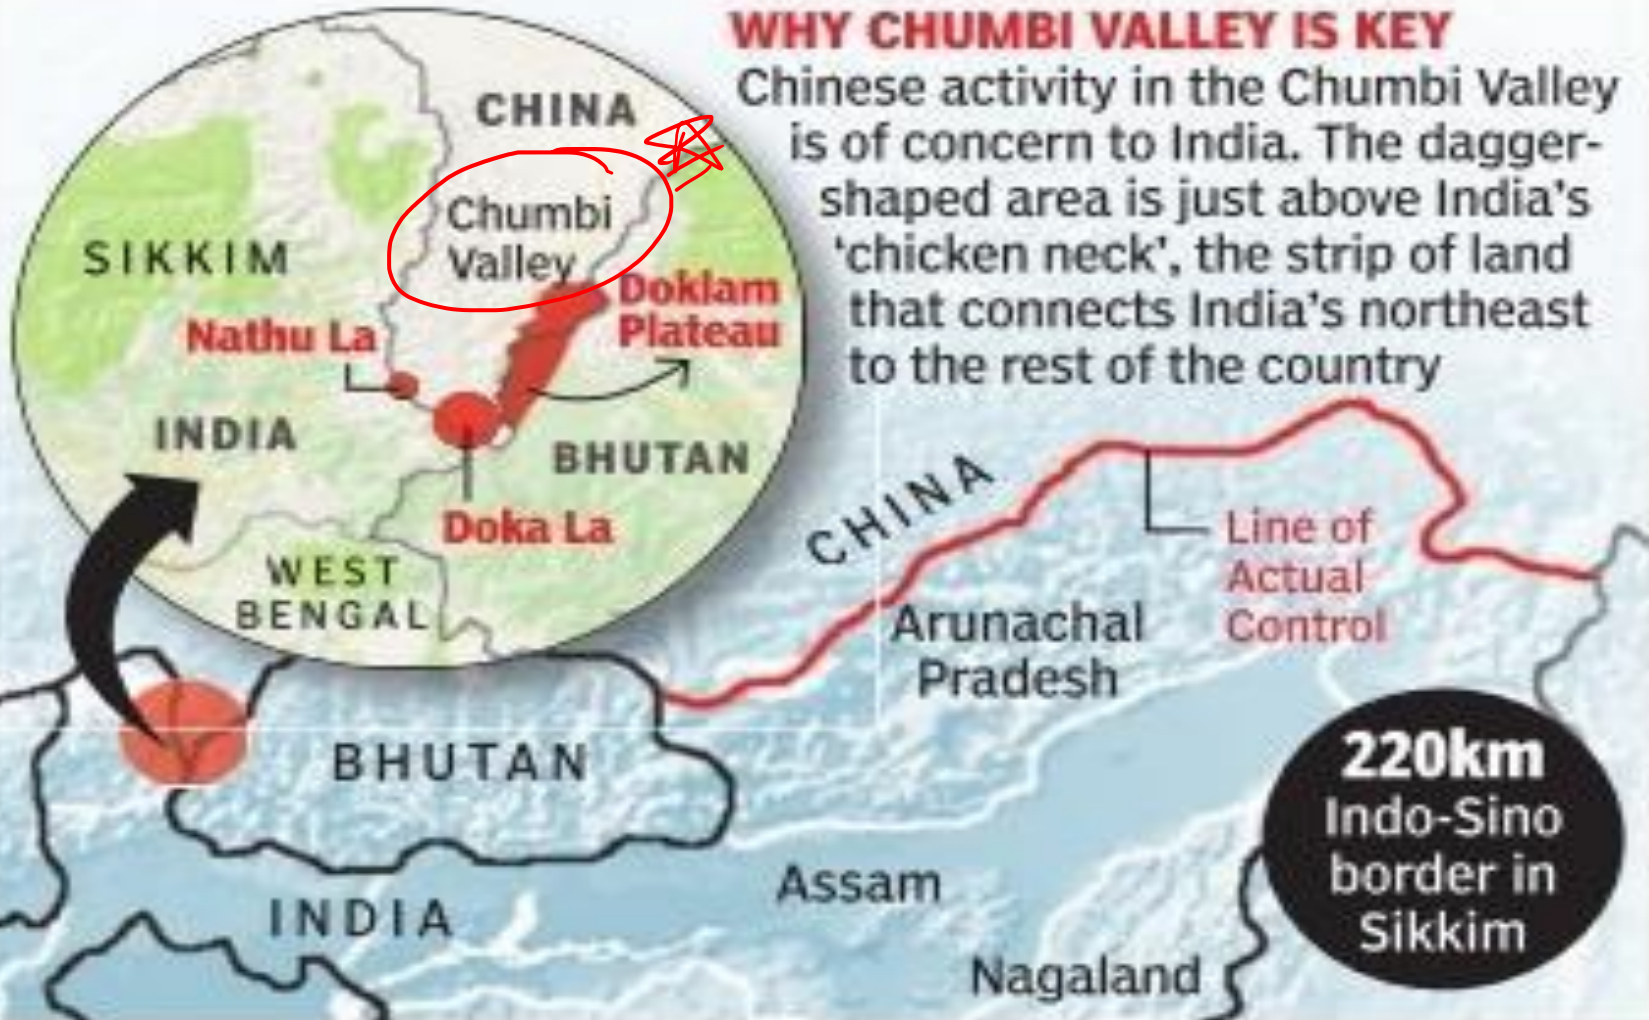 WHY CHUMBI VALLEY IS KEY
Chinese activity in the Chumbi Valley
is of concern to India. The dagger-
shaped area is just above India's
'chicken neck', the strip of land
that connects India's northeast
to the rest of the country
CHINA
Chumbi
Valley
SIKKIM
Doklam
Plateau
Nathu La
INDIA
BHUTAN
Doka La
WEST
BENGAL
CHINA
Line of
Actual
Control
Arunachal
Pradesh
BHUTAN
220km
Indo-Sino
border in
Sikkim
Assam
INDIA
Nagaland